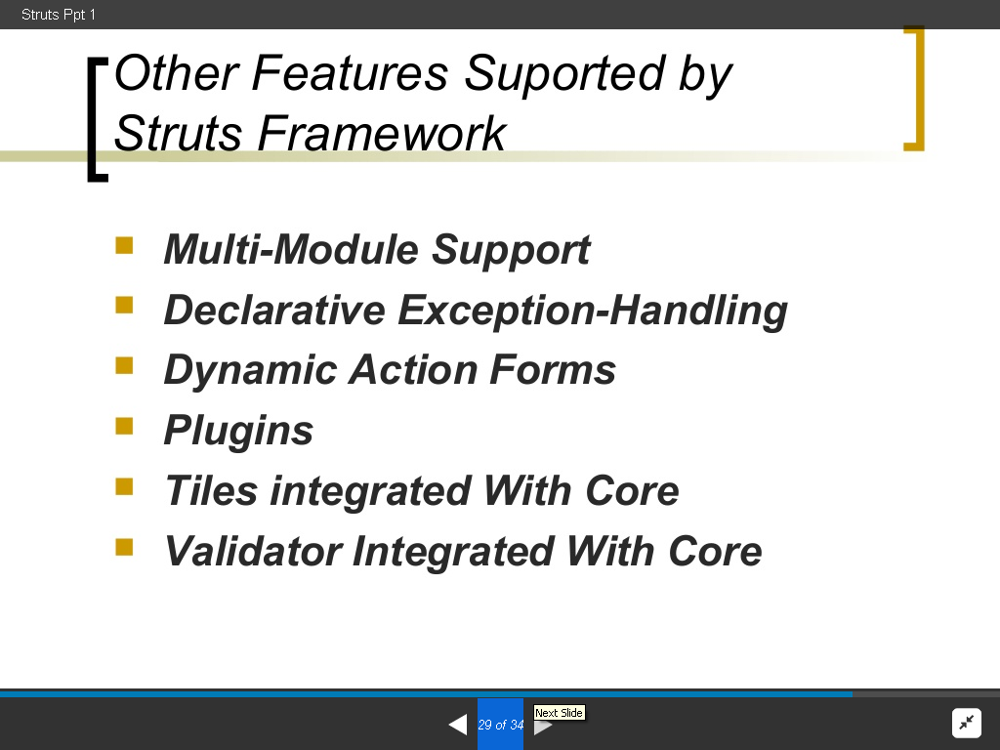 Struts Ppt 1
Other Features Suported by
Struts Framework
Multi-Module Support
Declarative Exception-Handling
Dynamic Action Forms
Plugins
Tiles integrated With Core
Validator Integrated With Core
29 of 34
Next Slide